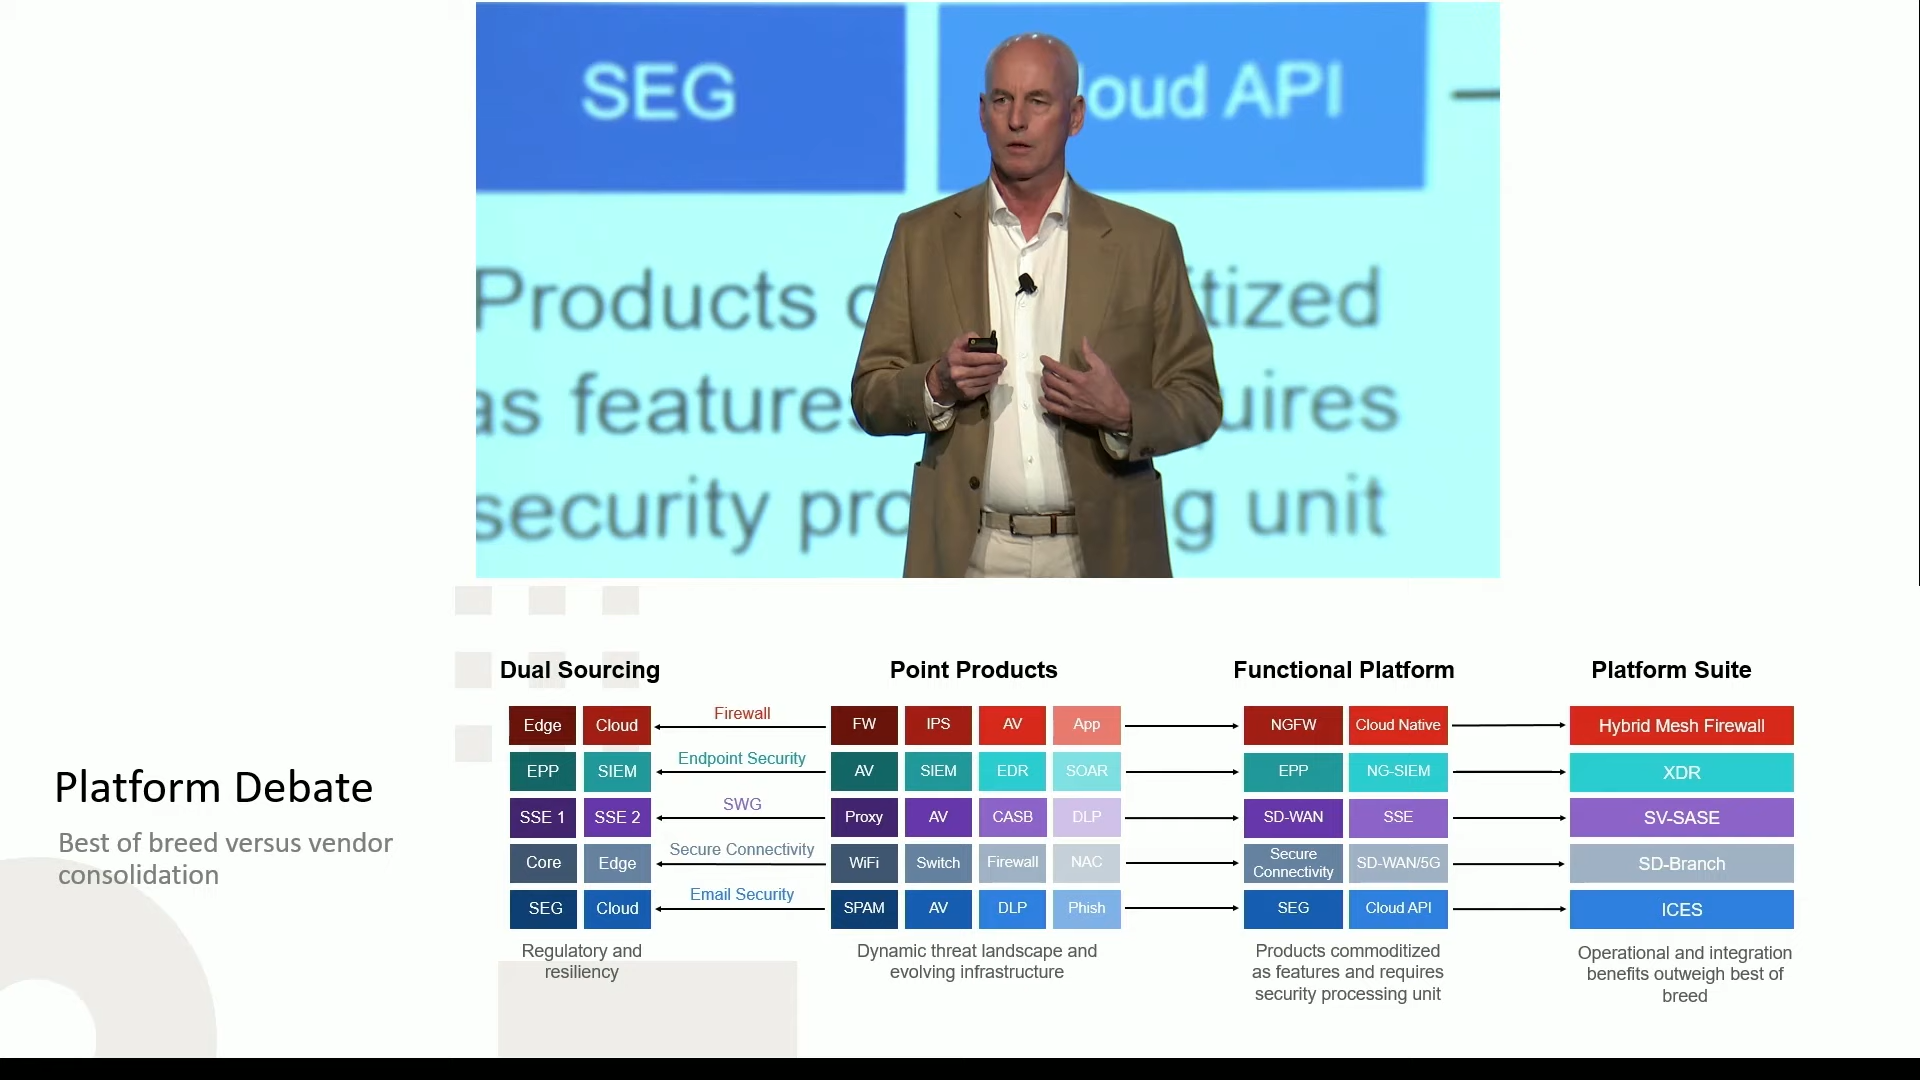 SEG
loud API
Products c
itized
as features
uires
security pro
g unit
Platform Debate
Best of breed versus vendor
consolidation
Dual Sourcing
Point Products
Functional Platform
Platform Suite
Edge Cloud Firewall FW IPS AV App NGFW Cloud Native Hybrid Mesh Firewall
EPP SIEM Endpoint Security AV SIEM EDR SOAR EPP NG-SIEM XDR
SSE 1 SSE 2 SWG Proxy AV CASB DLP SD-WAN SSE SV-SASE
Core Edge Secure Connectivity WiFi Switch Firewall NAC Secure
Connectivity SD-WAN/5G SD-Branch
SEG Cloud Email Security SPAM AV DLP Phish SEG Cloud API ICES
Regulatory and
resiliency
Dynamic threat landscape and
evolving infrastructure
Products commoditized
as features and requires
security processing unit
Operational and integration
benefits outweigh best of
breed